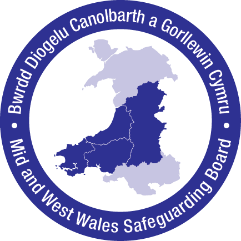 Bwrdd Diogelu Canolbarth a Gorllewin Cymru
Mid and West Wales Safeguarding Board